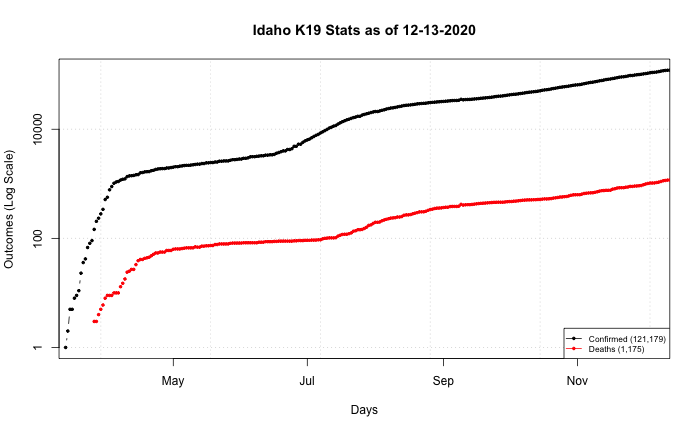 Idaho K19 Stats as of 12-13-2020
Outcomes (Log Scale)
10000
100
1
May
Jul
Sep
Nov
Days
Confirmed (121,179)
Deaths (1,175)